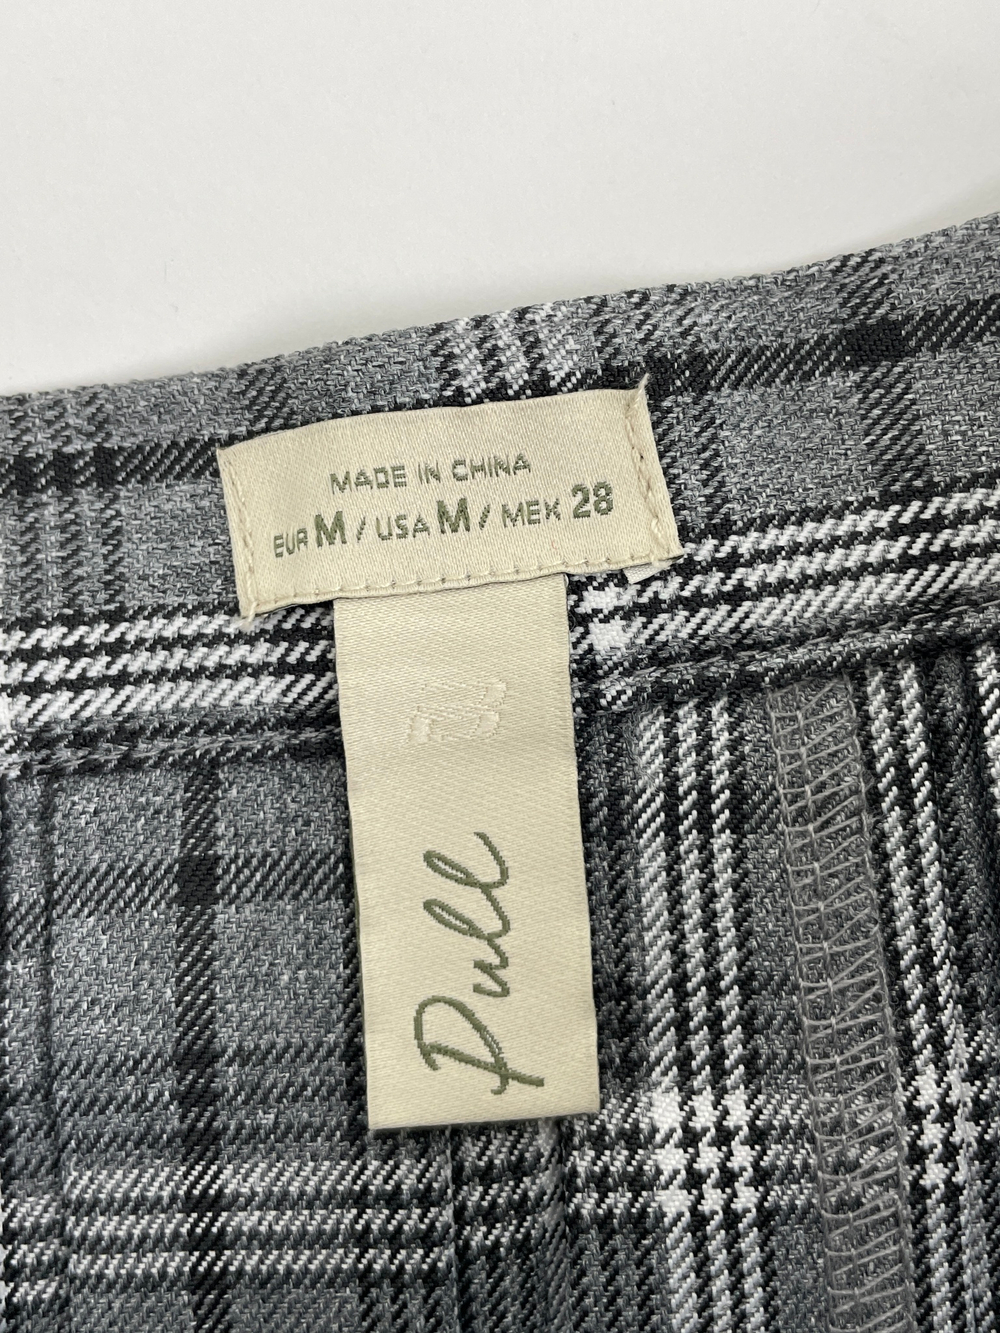 MADE IN CHINA
EUR M / USA M / MEX 28
Pull